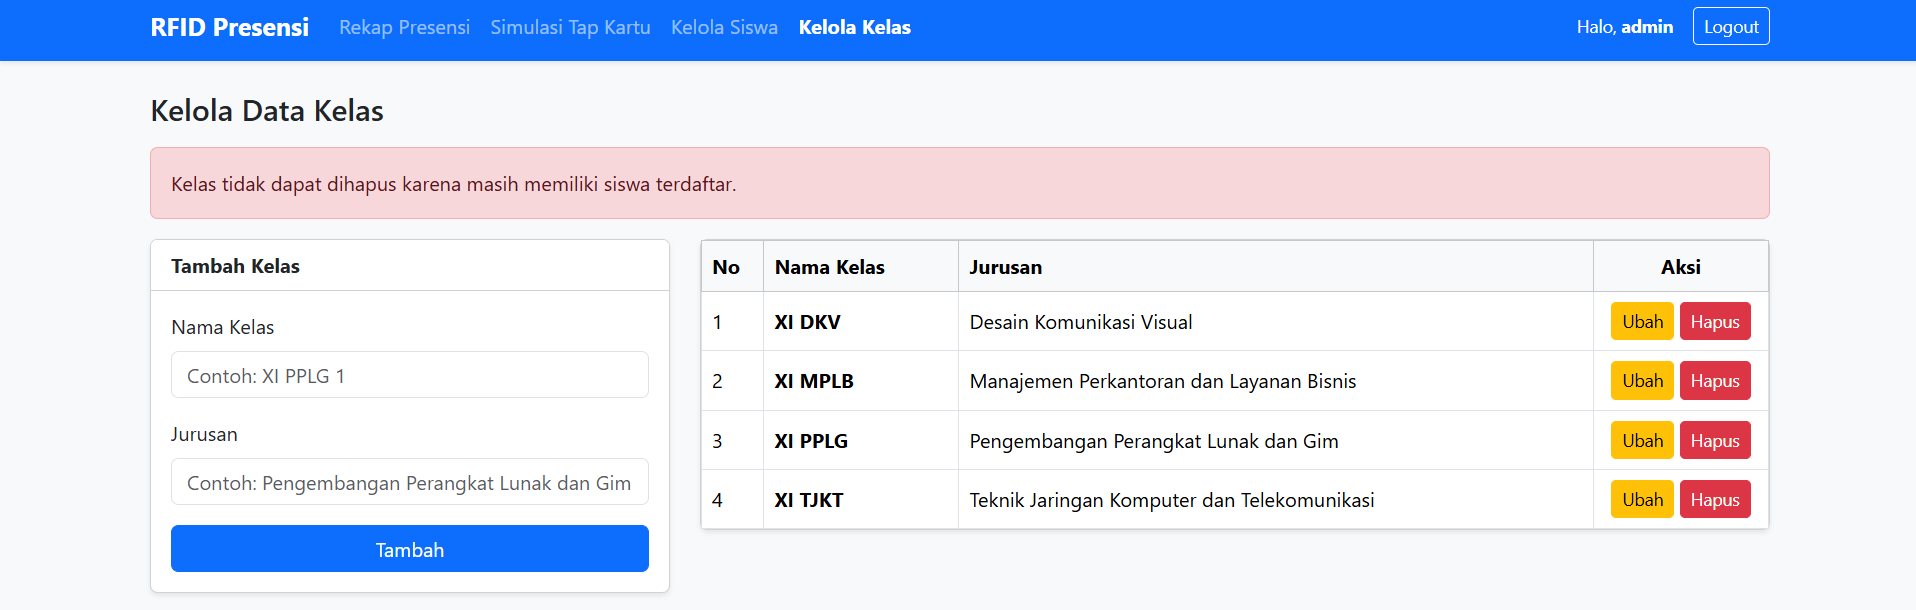 RFID Presensi Rekap Presensi Simulasi Tap Kartu Kelola Siswa Kelola Kelas Halo, admin Logout
Kelola Data Kelas
Kelas tidak dapat dihapus karena masih memiliki siswa terdaftar.
Tambah Kelas
Nama Kelas
Contoh: XI PPLG 1
Jurusan
Contoh: Pengembangan Perangkat Lunak dan Gim
Tambah
No Nama Kelas Jurusan Aksi
1 XI DKV Desain Komunikasi Visual Ubah Hapus
2 XI MPLB Manajemen Perkantoran dan Layanan Bisnis Ubah Hapus
3 XI PPLG Pengembangan Perangkat Lunak dan Gim Ubah Hapus
4 XI TJKT Teknik Jaringan Komputer dan Telekomunikasi Ubah Hapus